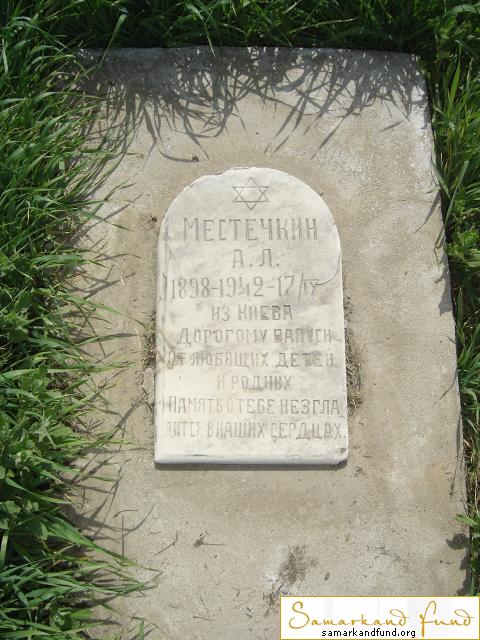 МЕСТЕЧКИН
А. Л.
1898-1942-17/IV
ИЗ КИЕВА
ДОРОГОМУ ПАПУСИ
ОТ ЛЮБЯЩИХ ДЕТЕЙ
И РОДНЫХ
ПАМЯТЬ О ТЕБЕ НЕЗГЛА
ДИТСЯ В НАШИХ СЕРДЦАХ.
Samarkand Fund
samarkandfund.org